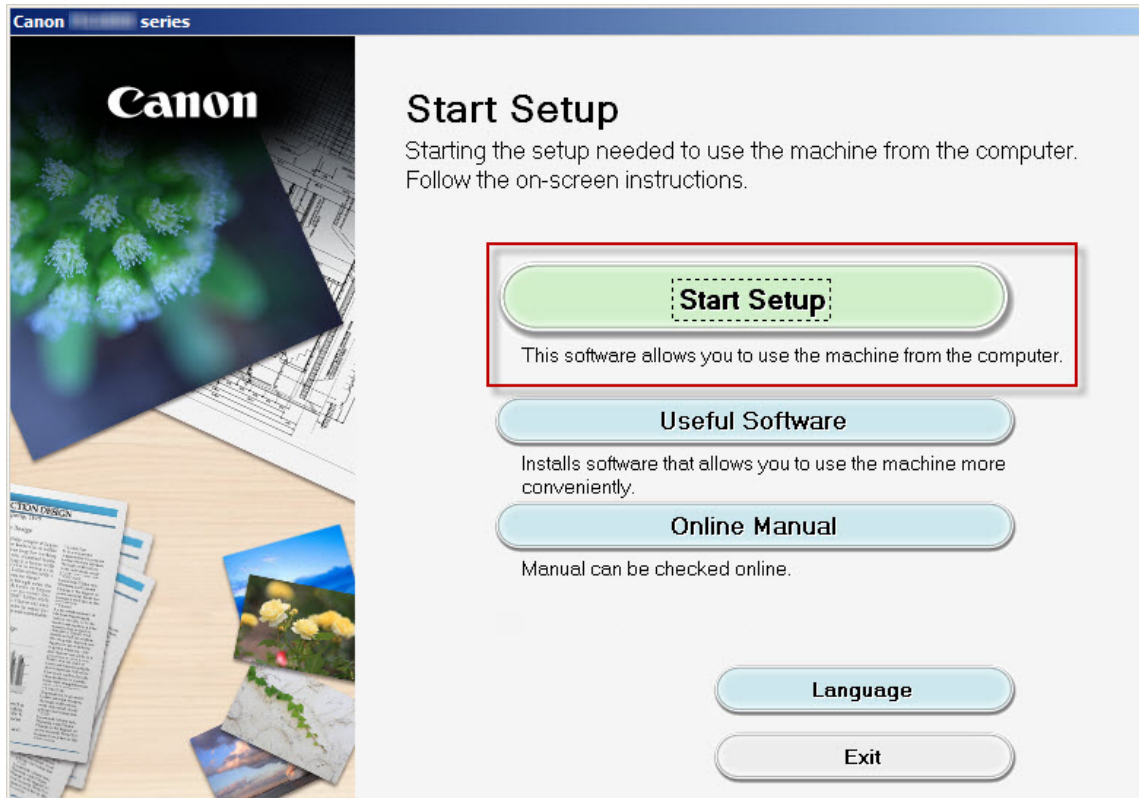 Canon series
Canon
Start Setup
Starting the setup needed to use the machine from the computer.
Follow the on-screen instructions.
Start Setup
This software allows you to use the machine from the computer.
Useful Software
Installs software that allows you to use the machine more
conveniently.
Online Manual
Manual can be checked online.
Language
Exit
CTION DESIGN